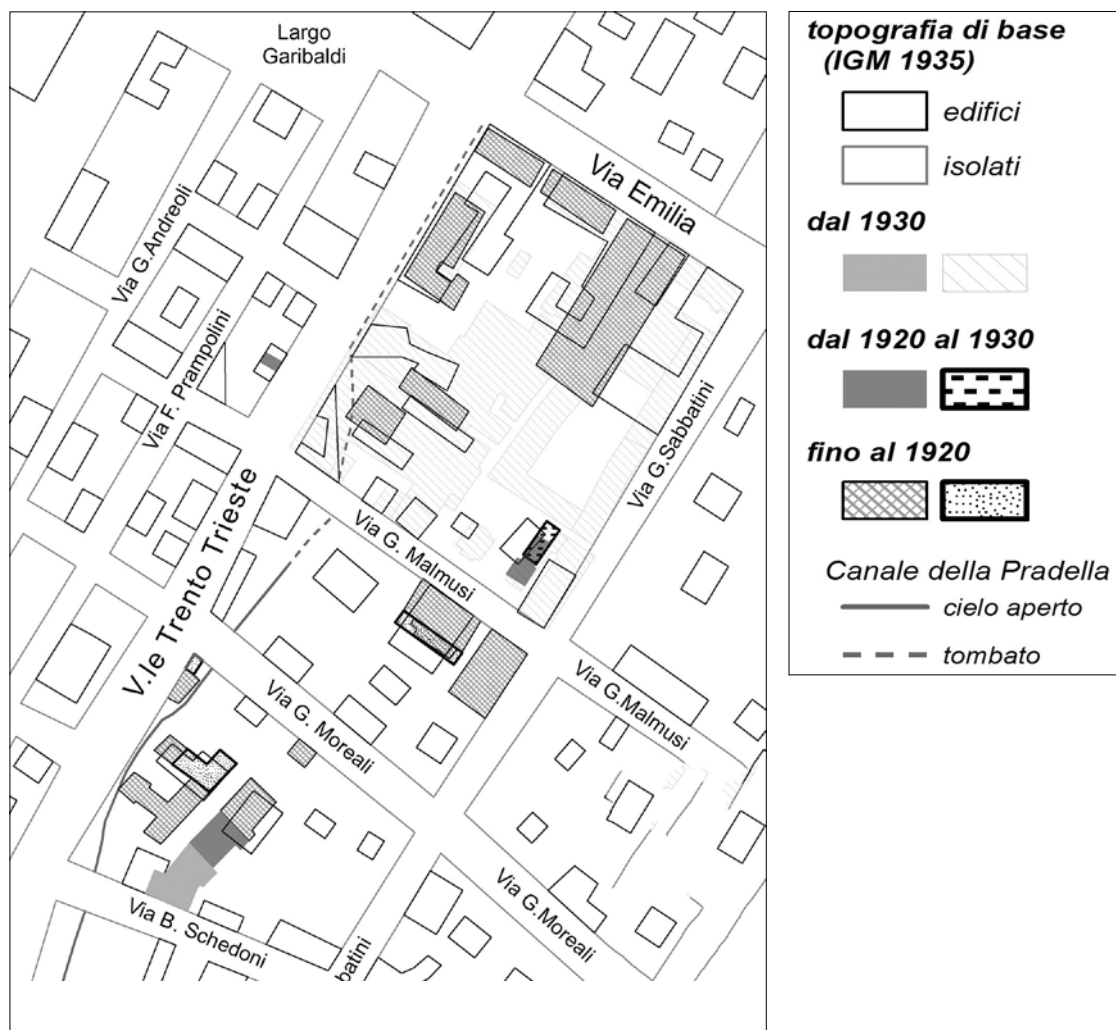 Largo
Garibaldi
Via Emilia
Via G.Andreoli
Via F. Prampolini
Via G.Sabbatini
V.le Trento Trieste
Via G. Malmusi
Via G.Malmusi
Via G. Moreali
Via G.Moreali
Via B. Schedoni
batini
topografia di base
(IGM 1935)
edifici
isolati
dal 1930
dal 1920 al 1930
fino al 1920
Canale della Pradella
cielo aperto
tombato